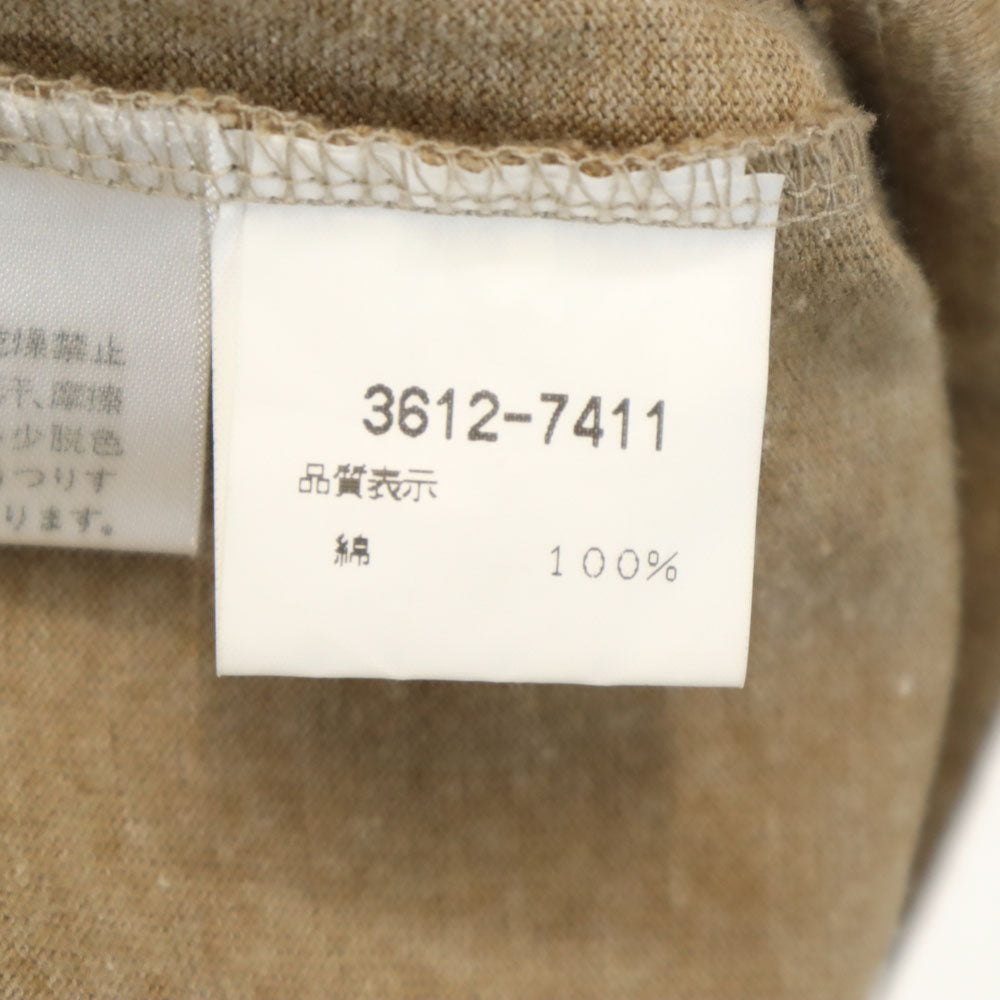 乾燥禁止
干、摩擦
少脱色
うつりす
ります。
3612-7411
品質表示
綿 100%